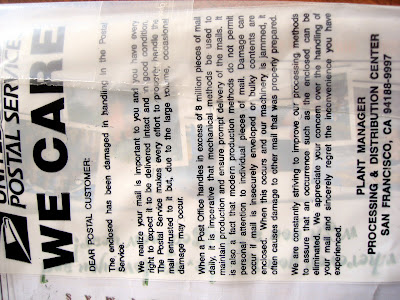 POSTAL SERVICE
WE CARE
DEAR POSTAL CUSTOMER:
The enclosed has been damaged in handling in the Postal
Service.
We realize your mail is important to you and you have every
right to expect it to be delivered intact and in good condition.
The Postal Service makes every effort to properly handle the
mail entrusted to it but, due to the large volume, occasional
damage may occur.
When a Post Office handles in excess of 8 million pieces of mail
daily, it is imperative that mechanical methods be used to
maintain production and ensure prompt delivery of the mails. It
is also a fact that modern production methods do not permit
personal attention to individual pieces of mail. Damage can
occur if mail is insecurely enveloped or bulky contents are
enclosed. When this occurs and our machinery is jammed, it
often causes damage to other mail that was properly prepared.
We are constantly striving to improve our processing methods
to assure that an occurrence such as the enclosed can be
eliminated. We appreciate your concern over the handling of
your mail and sincerely regret the inconvenience you have
experienced.
PLANT MANAGER
PROCESSING & DISTRIBUTION CENTER
SAN FRANCISCO, CA 94188-9997